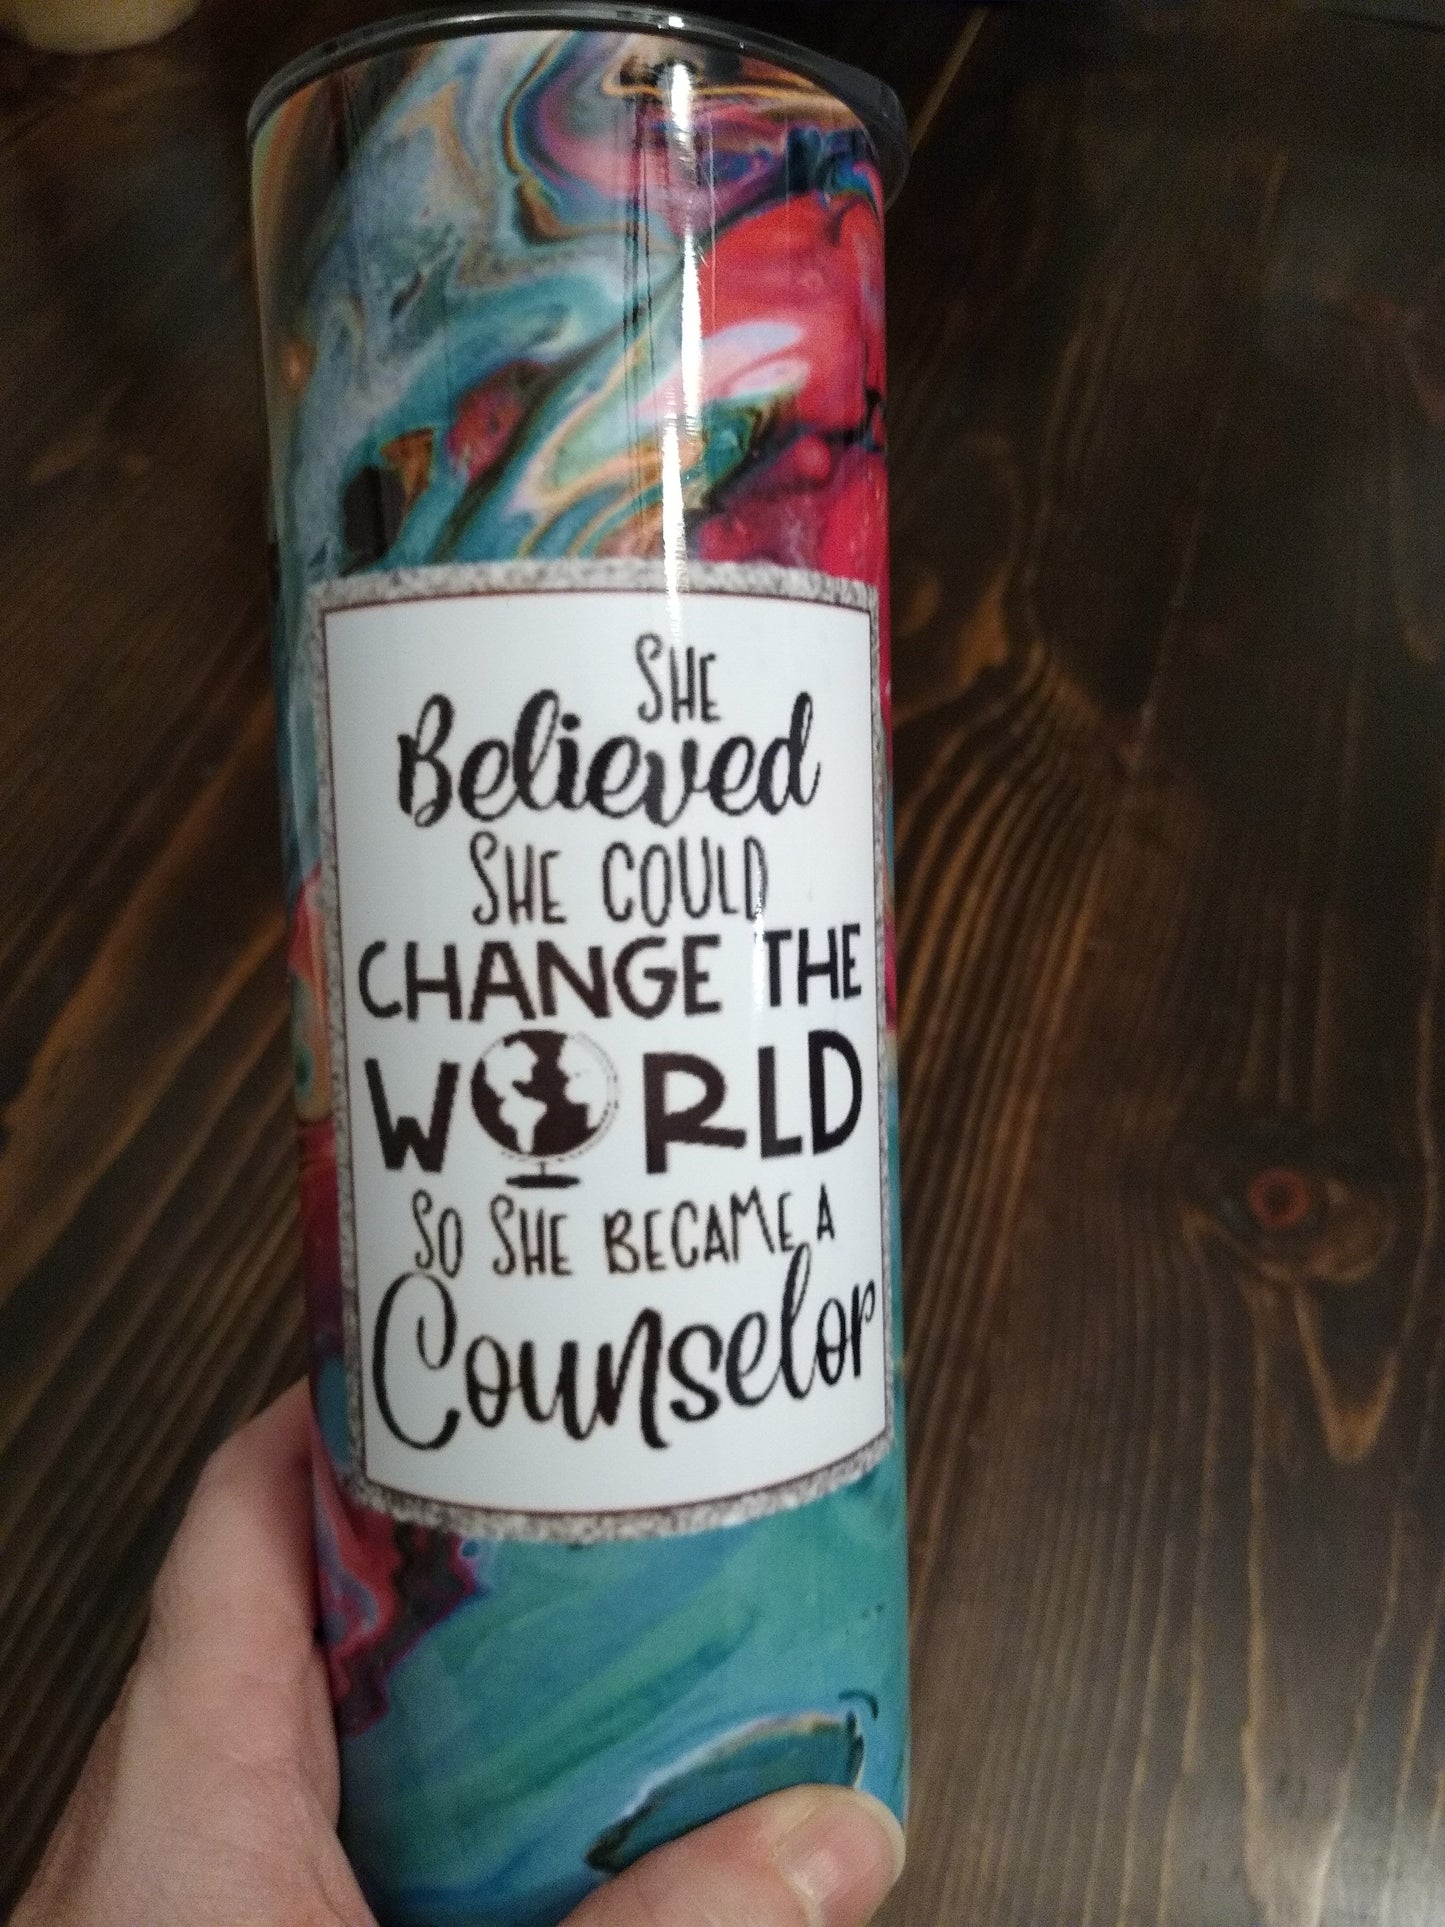 She
Believed
She could
CHANGE THE
WORLD
So She became a
Counselor